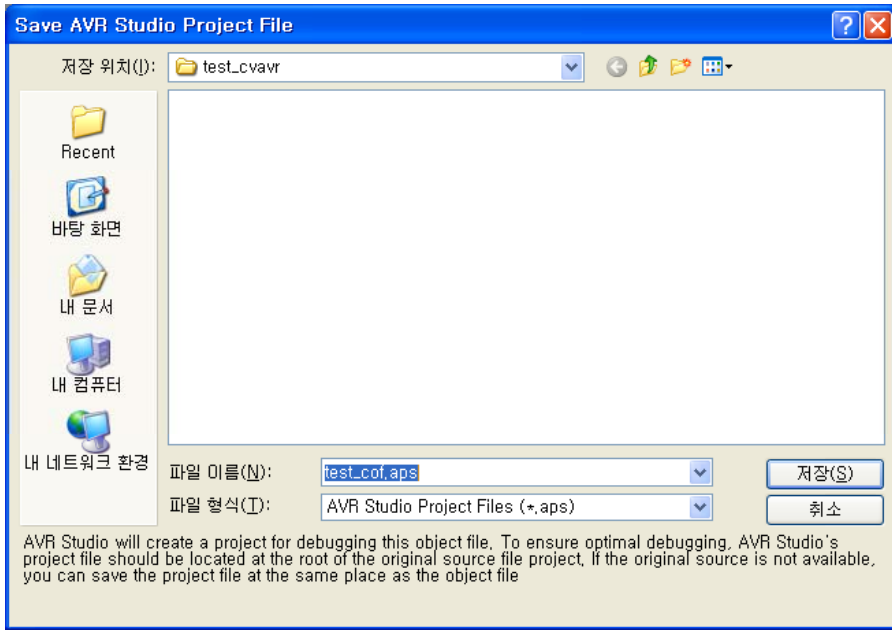 Save AVR Studio Project File
저장 위치(I):
test_cvavr
Recent
바탕 화면
내 문서
내 컴퓨터
내 네트워크 환경
파일 이름(N):
test_cof.aps
저장(S)
파일 형식(T):
AVR Studio Project Files (*.aps)
취소
AVR Studio will create a project for debugging this object file. To ensure optimal debugging, AVR Studio's
project file should be located at the root of the original source file project. If the original source is not available,
you can save the project file at the same place as the object file